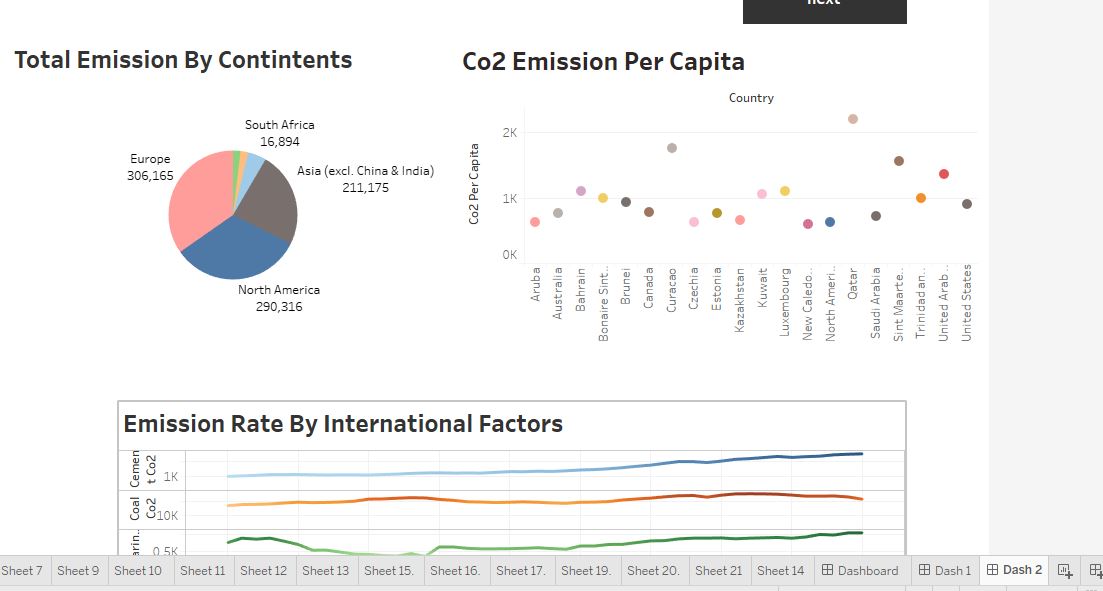 next
Total Emission By Contintents
Co2 Emission Per Capita
South Africa
16,894
Europe
306,165
Asia (excl. China & India)
211,175
North America
290,316
Country
Co2 Per Capita
2K
1K
0K
Aruba
Australia
Bahrain
Bonaire Sint..
Brunei
Canada
Curacao
Czechia
Estonia
Kazakhstan
Kuwait
Luxembourg
New Caledo..
North Ameri..
Qatar
Saudi Arabia
Sint Maarte..
Trinidad an..
United Arab ..
United States
Emission Rate By International Factors
Cemen
t Co2
1K
Coal
Co2
10K
arin..
0.5K
Sheet 7
Sheet 9
Sheet 10
Sheet 11
Sheet 12
Sheet 13
Sheet 15.
Sheet 16.
Sheet 17.
Sheet 19.
Sheet 20.
Sheet 21
Sheet 14
Dashboard
Dash 1
Dash 2